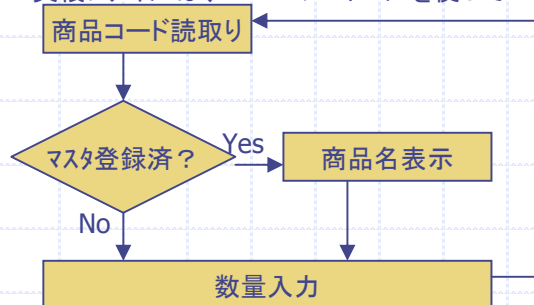 商品コード読取り
マスタ登録済？
Yes
商品名表示
No
数量入力